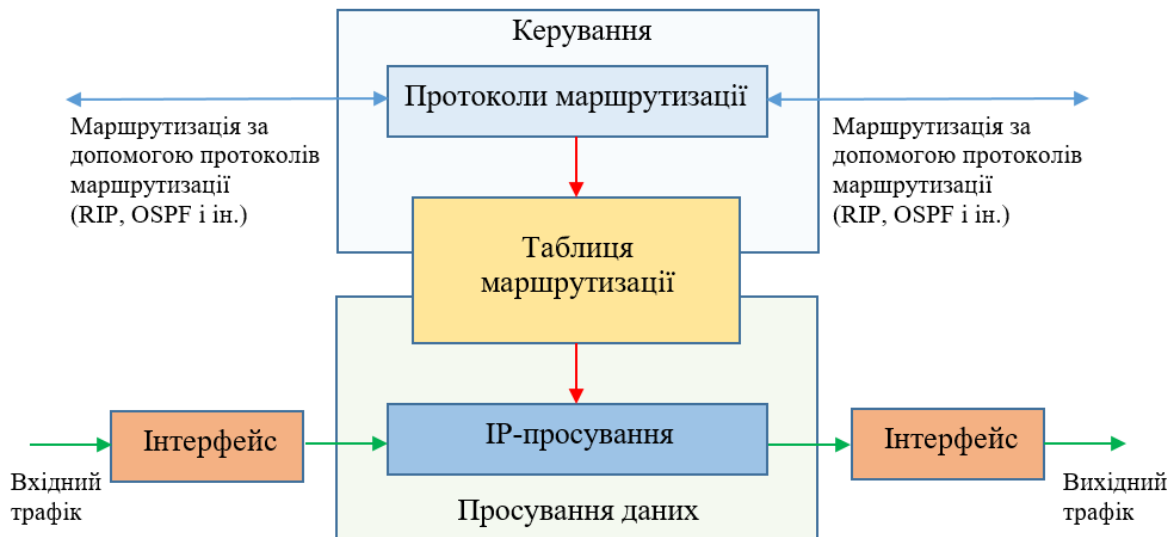 Керування
Протоколи маршрутизації
Маршрутизація за
допомогою протоколів
маршрутизації
(RIP, OSPF і ін.)
Маршрутизація за
допомогою протоколів
маршрутизації
(RIP, OSPF і ін.)
Таблиця
маршрутизації
Інтерфейс
IP-просування
Інтерфейс
Вхідний
трафік
Просування даних
Вихідний
трафік